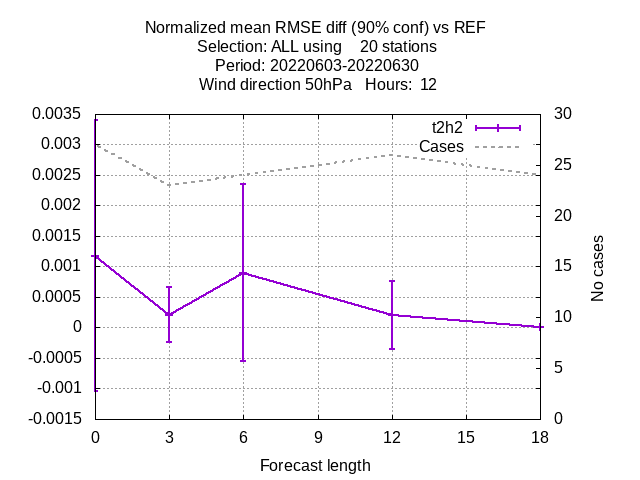 Normalized mean RMSE diff (90% conf) vs REF
Selection: ALL using    20 stations
Period: 20220603-20220630
Wind direction 50hPa   Hours:  12
t2h2
Cases
0.0035
0.003
0.0025
0.002
0.0015
0.001
0.0005
0
-0.0005
-0.001
-0.0015
30
25
20
15
10
5
0
No cases
0 3 6 9 12 15 18
Forecast length